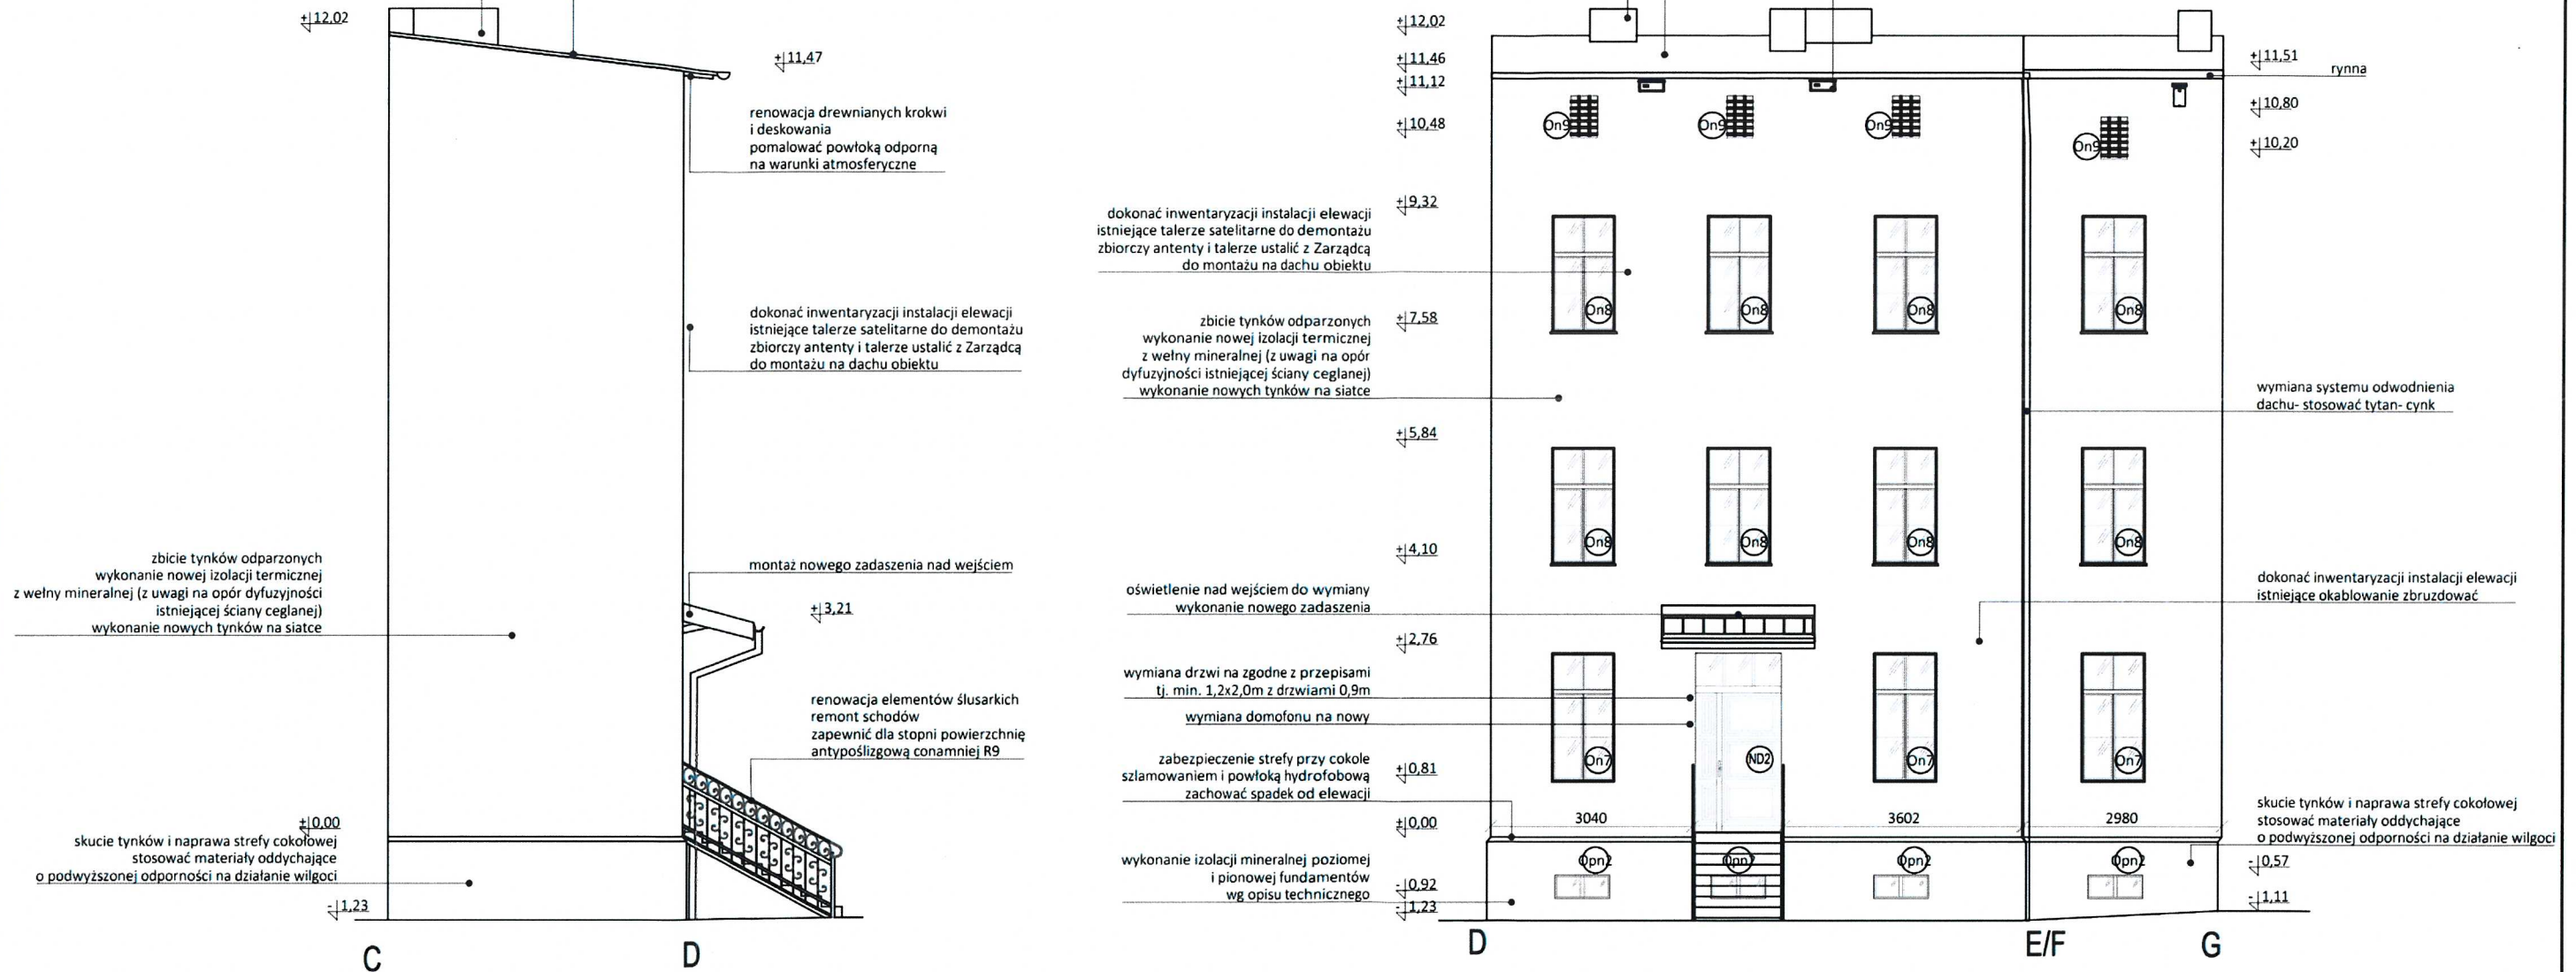 +12,02
+11,47
renowacja drewnianych krokwi
i deskowania
pomalować powłoką odporną
na warunki atmosferyczne
dokonać inwentaryzacji instalacji elewacji
istniejące talerze satelitarne do demontażu
zbiorczy antenty i talerze ustalić z Zarządcą
do montażu na dachu obiektu
zbicie tynków odparzonych
wykonanie nowej izolacji termicznej
z wełny mineralnej (z uwagi na opór dyfuzyjności
istniejącej ściany ceglanej)
wykonanie nowych tynków na siatce
montaż nowego zadaszenia nad wejściem
+3,21
renowacja elementów ślusarkich
remont schodów
zapewnić dla stopni powierzchnię
antypoślizgową conamniej R9
+0,00
skucie tynków i naprawa strefy cokołowej
stosować materiały oddychające
o podwyższonej odporności na działanie wilgoci
-1,23
C
D
+12,02
+11,46
+11,12
+10,48
+9,32
+7,58
+5,84
+4,10
+2,76
+0,81
+0,00
-0,92
-1,23
dokonać inwentaryzacji instalacji elewacji
istniejące talerze satelitarne do demontażu
zbiorczy antenty i talerze ustalić z Zarządcą
do montażu na dachu obiektu
zbicie tynków odparzonych
wykonanie nowej izolacji termicznej
z wełny mineralnej (z uwagi na opór
dyfuzyjności istniejącej ściany ceglanej)
wykonanie nowych tynków na siatce
oświetlenie nad wejściem do wymiany
wykonanie nowego zadaszenia
wymiana drzwi na zgodne z przepisami
tj. min. 1,2x2,0m z drzwiami 0,9m
wymiana domofonu na nowy
zabezpieczenie strefy przy cokole
szlamowaniem i powłoką hydrofobową
zachować spadek od elewacji
wykonanie izolacji mineralnej poziomej
i pionowej fundamentów
wg opisu technicznego
On9 On9 On9 On9
On8 On8 On8 On8
On8 On8 On8 On8
On7 ND2 On7 On7
3040 3602 2980
Opn2 Opn2 Opn2 Opn2
D
E/F
G
+11,51
rynna
+10,80
+10,20
wymiana systemu odwodnienia
dachu- stosować tytan- cynk
dokonać inwentaryzacji instalacji elewacji
istniejące okablowanie zbruzdować
skucie tynków i naprawa strefy cokołowej
stosować materiały oddychające
o podwyższonej odporności na działanie wilgoci
-0,57
-1,11